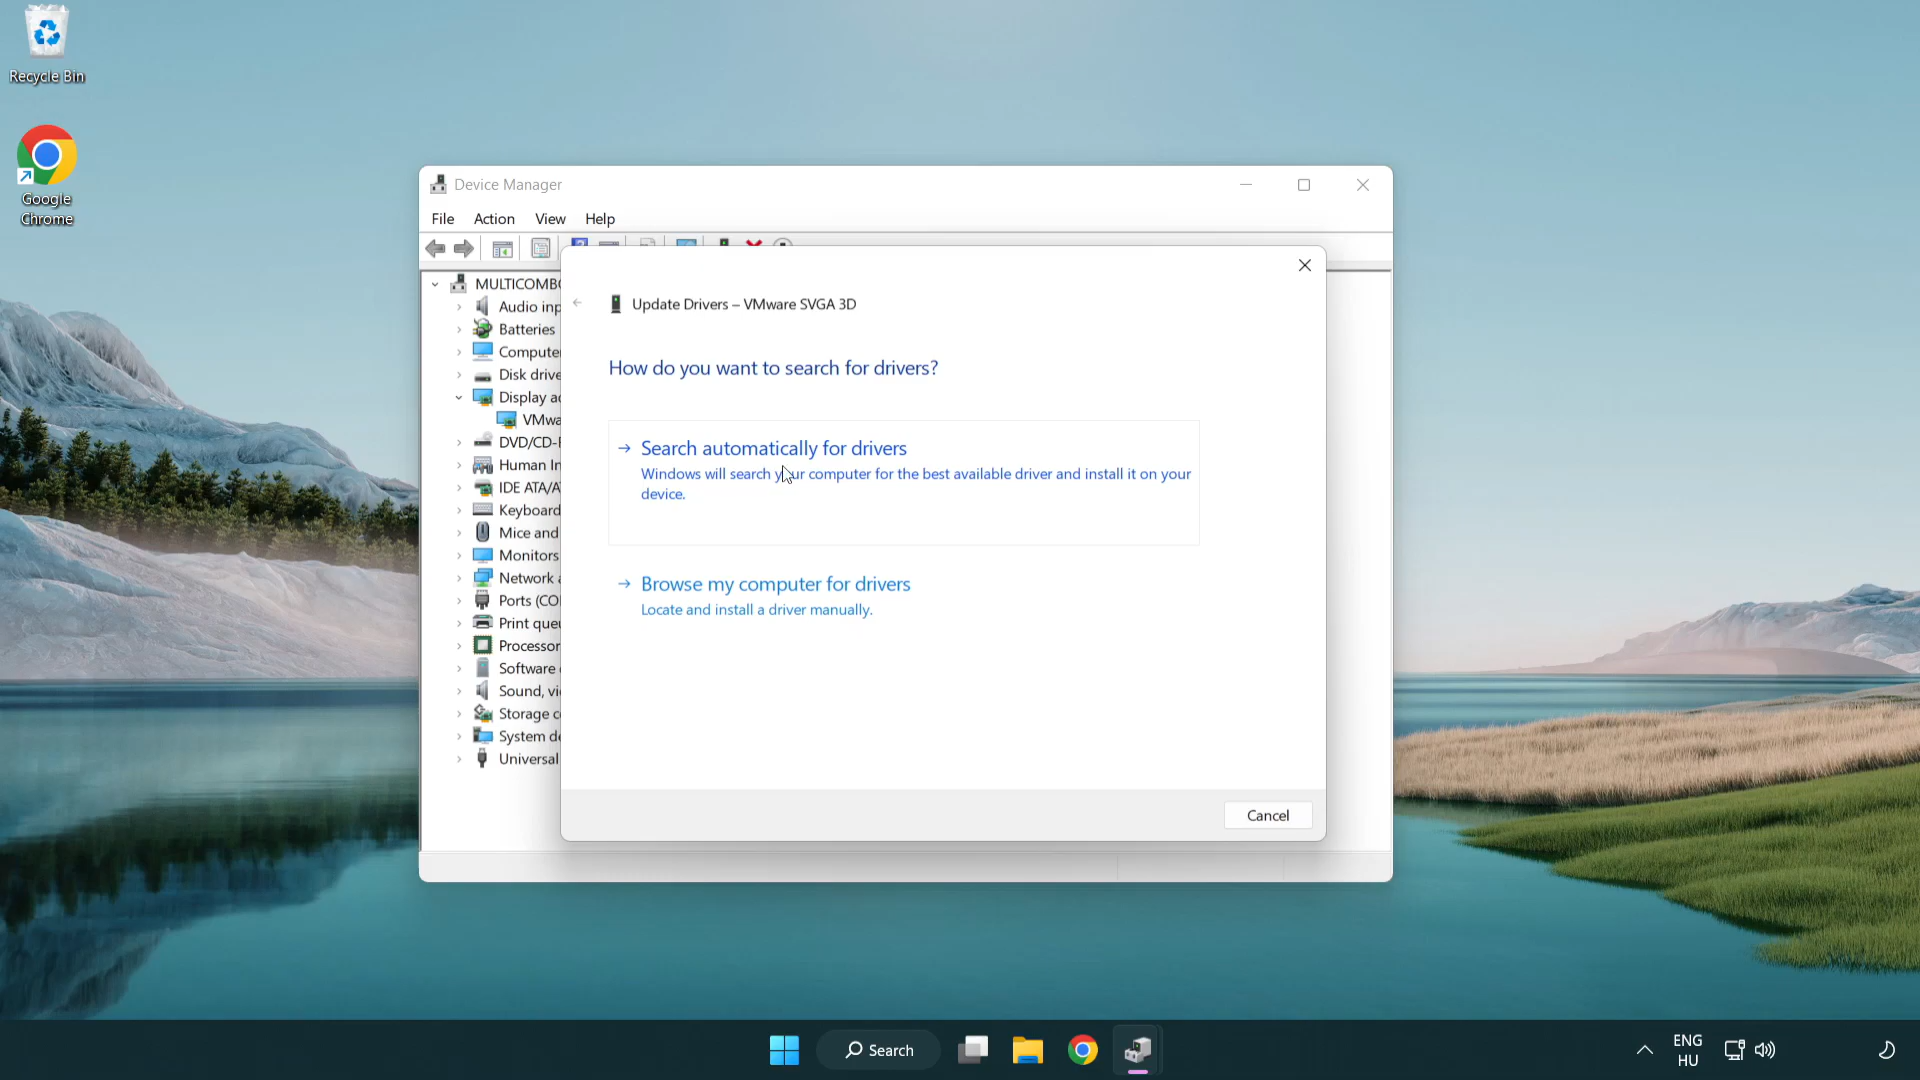 Recycle Bin
Google
Chrome
Device Manager
File Action View Help
MULTICOMBO
Audio inp
Batteries
Compute
Disk drive
Display a
VMwa
DVD/CD-
Human In
IDE ATA/A
Keyboard
Mice and
Monitors
Network a
Ports (CO
Print que
Processor
Software
Sound, vi
Storage c
System de
Universal
Update Drivers – VMware SVGA 3D
How do you want to search for drivers?
Search automatically for drivers
Windows will search your computer for the best available driver and install it on your
device.
Browse my computer for drivers
Locate and install a driver manually.
Cancel
Search
ENG
HU